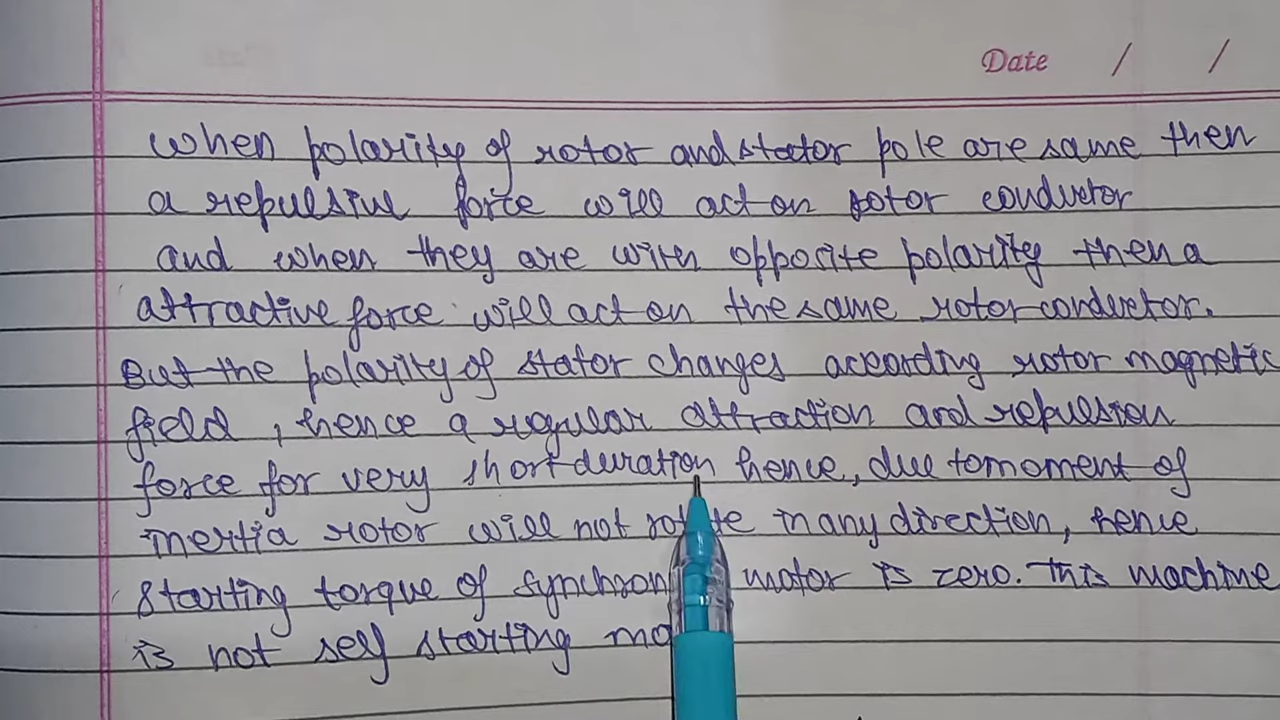 Date / /
When polarity of rotor and stector pole are same then
a repulsive force will act on rotor conductor
and when they are with opposite polarity then a
attractive force will act on the same rotor conductor.
But the polarity of stator changes according rotor magnetic
field, hence a regular attraction and repulsion
force for very short duration hence, due to moment of
inertia rotor will not rotate in any direction, hence
starting torque of motor is zero. This machine
is not self starting